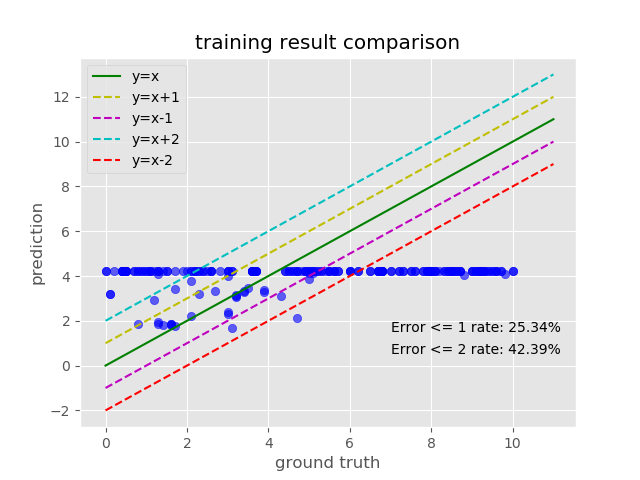 training result comparison
y=x
y=x+1
y=x-1
y=x+2
y=x-2
12
10
8
6
4
2
0
−2
prediction
Error <= 1 rate: 25.34%
Error <= 2 rate: 42.39%
0 2 4 6 8 10
ground truth